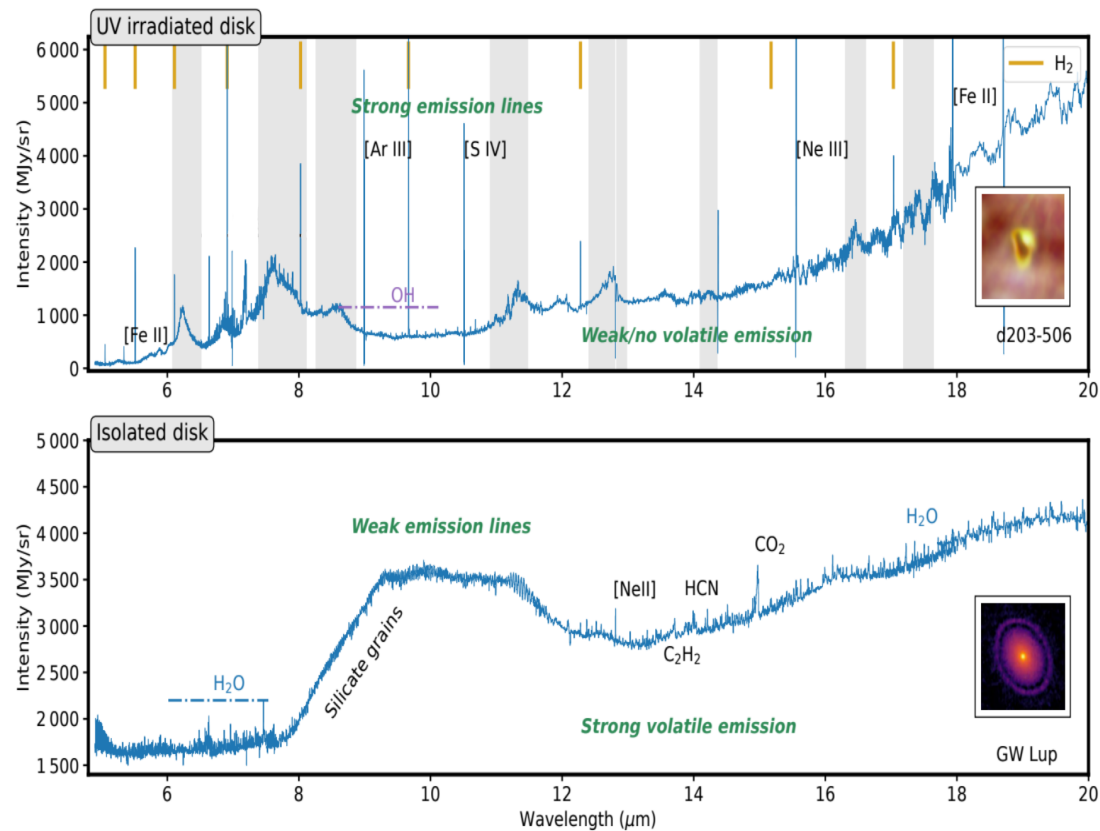 UV irradiated disk
6 000
5 000
4 000
3 000
2 000
1 000
0
Intensity (MJy/sr)
H₂
Strong emission lines
[Fe II]
[Ar III]
[S IV]
[Ne III]
[Fe II]
OH
Weak/no volatile emission
d203-506
6 8 10 12 14 16 18 20
Isolated disk
5 000
4 500
4 000
3 500
3 000
2 500
2 000
1 500
Intensity (MJy/sr)
Weak emission lines
H₂O
CO₂
[NeII]
HCN
C₂H₂
Silicate grains
H₂O
Strong volatile emission
GW Lup
6 8 10 12 14 16 18 20
Wavelength (μm)